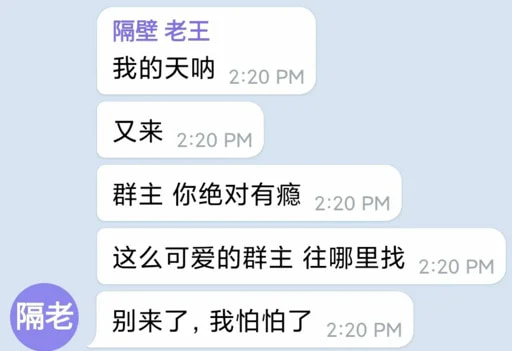 隔壁 老王
我的天呐 2:20 PM
又来 2:20 PM
群主 你绝对有瘾 2:20 PM
这么可爱的群主 往哪里找 2:20 PM
隔老 别来了, 我怕怕了 2:20 PM